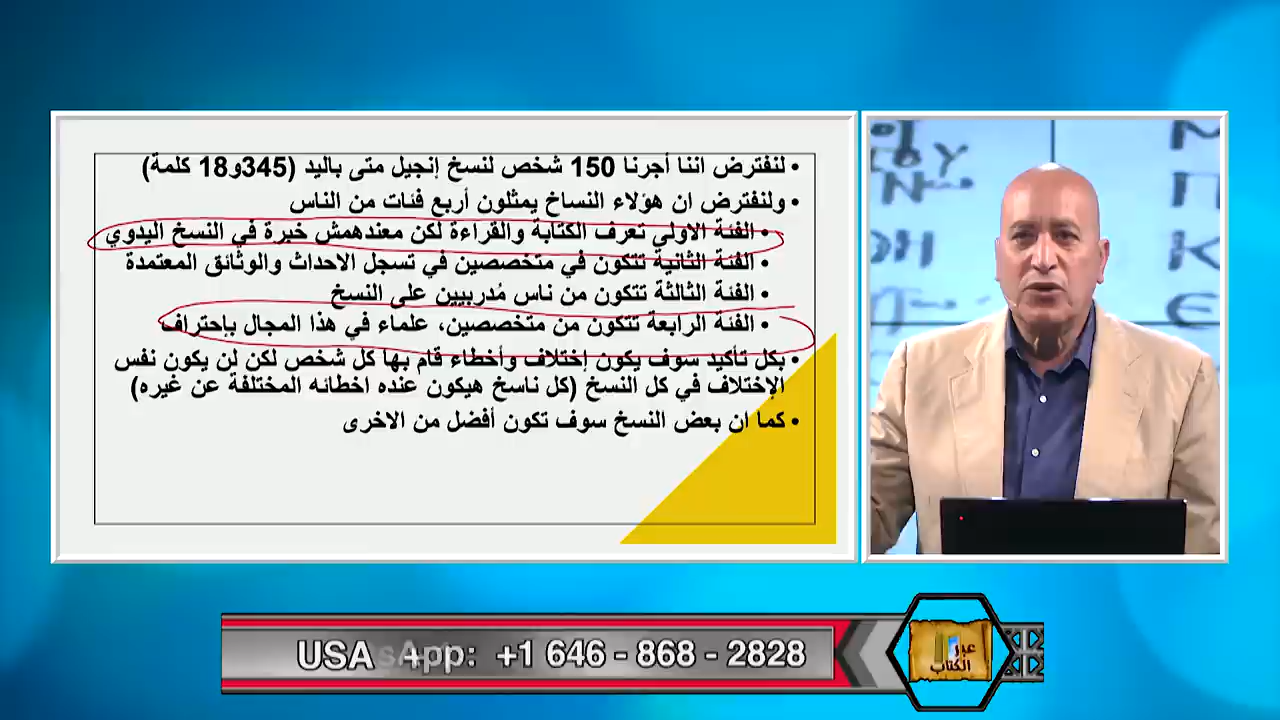 • لنفترض اننا أجرنا 150 شخص لنسخ إنجيل متى باليد (345و18 كلمة)
• ولنفترض ان هؤلاء النساخ يمثلون أربع فئات من الناس
• الفئة الاولى تعرف الكتابة والقراءة لكن معندهمش خبرة في النسخ اليدوي
• الفئة الثانية تتكون في متخصصين في تسجل الاحداث والوثائق المعتمدة
• الفئة الثالثة تتكون من ناس مُدربيين على النسخ
• الفئة الرابعة تتكون من متخصصين، علماء في هذا المجال بإحتراف
• بكل تأكيد سوف يكون إختلاف وأخطاء قام بها كل شخص لكن لن يكون نفس
الإختلاف في كل النسخ (كل ناسخ هيكون عنده اخطائه المختلفة عن غيره)
• كما ان بعض النسخ سوف تكون أفضل من الاخرى
USA App: +1 646 - 868 - 2828
عبر
الكتاب